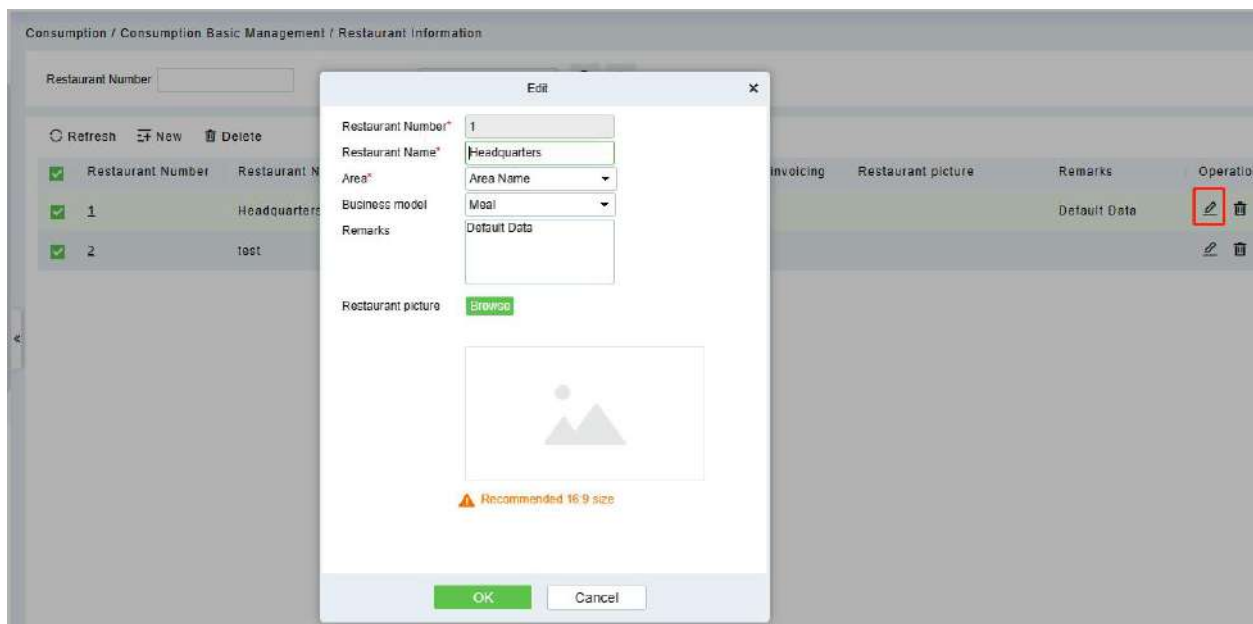 Consumption / Consumption Basic Management / Restaurant Information
Restaurant Number
Edit
Refresh New Delete
Restaurant Number* 1
Restaurant Name* Headquarters
Area* Area Name
Business model Meal
Remarks Default Data
Restaurant picture Browse
Recommended 16:9 size
OK Cancel
Restaurant Number Restaurant N invoicing Restaurant picture Remarks Operatio
1 Headquarters Default Data
2 test